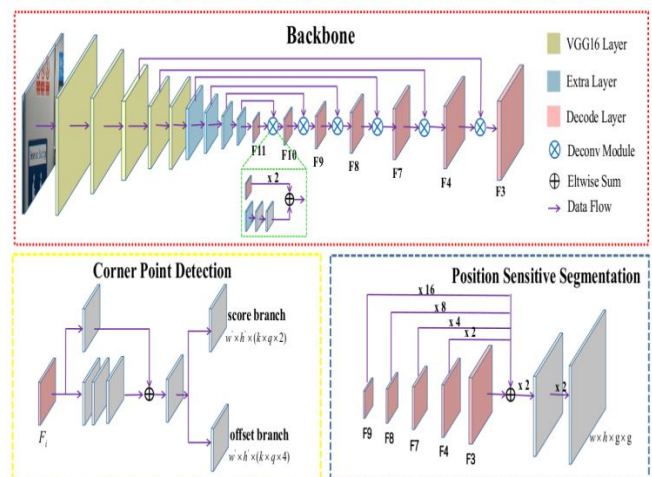 Backbone
VGG16 Layer
Extra Layer
Decode Layer
Deconv Module
Eltwise Sum
Data Flow
F11
F10
F9
F8
F7
F4
F3
x 2
Corner Point Detection
score branch
w' × h' × (k × q × 2)
F_i
offset branch
w' × h' × (k × q × 4)
Position Sensitive Segmentation
x 16
x 8
x 4
x 2
x 2
x 2
F9
F8
F7
F4
F3
w × h × g × g